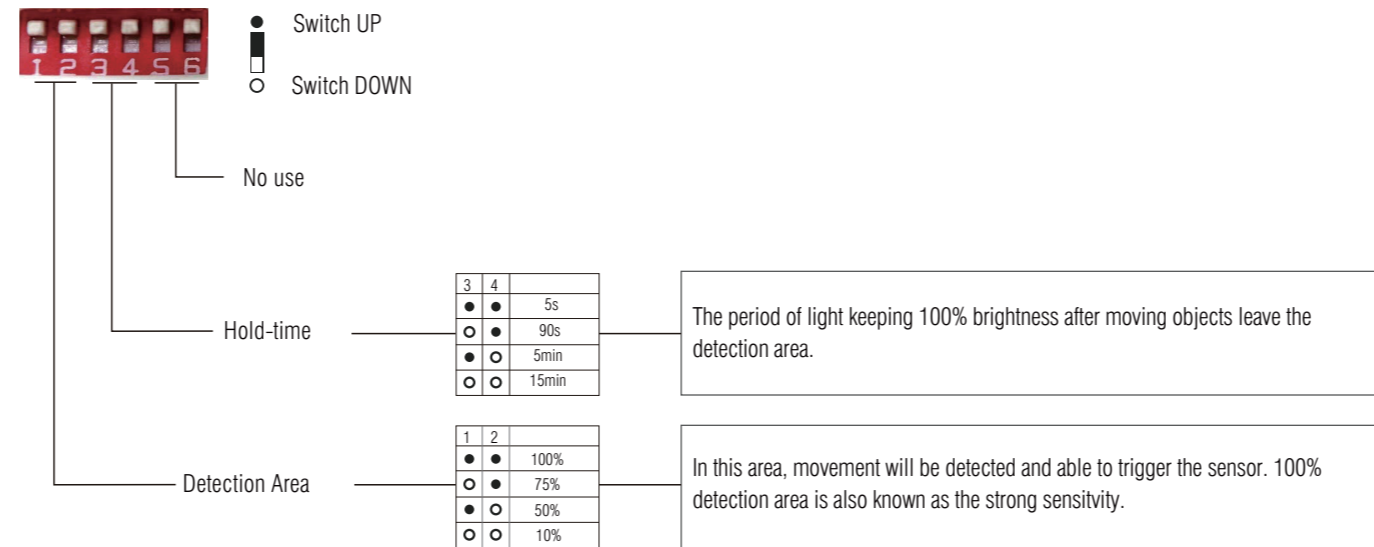 1 2 3 4 5 6
Switch UP
Switch DOWN
No use
Hold-time
3 4
● ● 5s
○ ● 90s
● ○ 5min
○ ○ 15min
The period of light keeping 100% brightness after moving objects leave the
detection area.
Detection Area
1 2
● ● 100%
○ ● 75%
● ○ 50%
○ ○ 10%
In this area, movement will be detected and able to trigger the sensor. 100%
detection area is also known as the strong sensitvity.